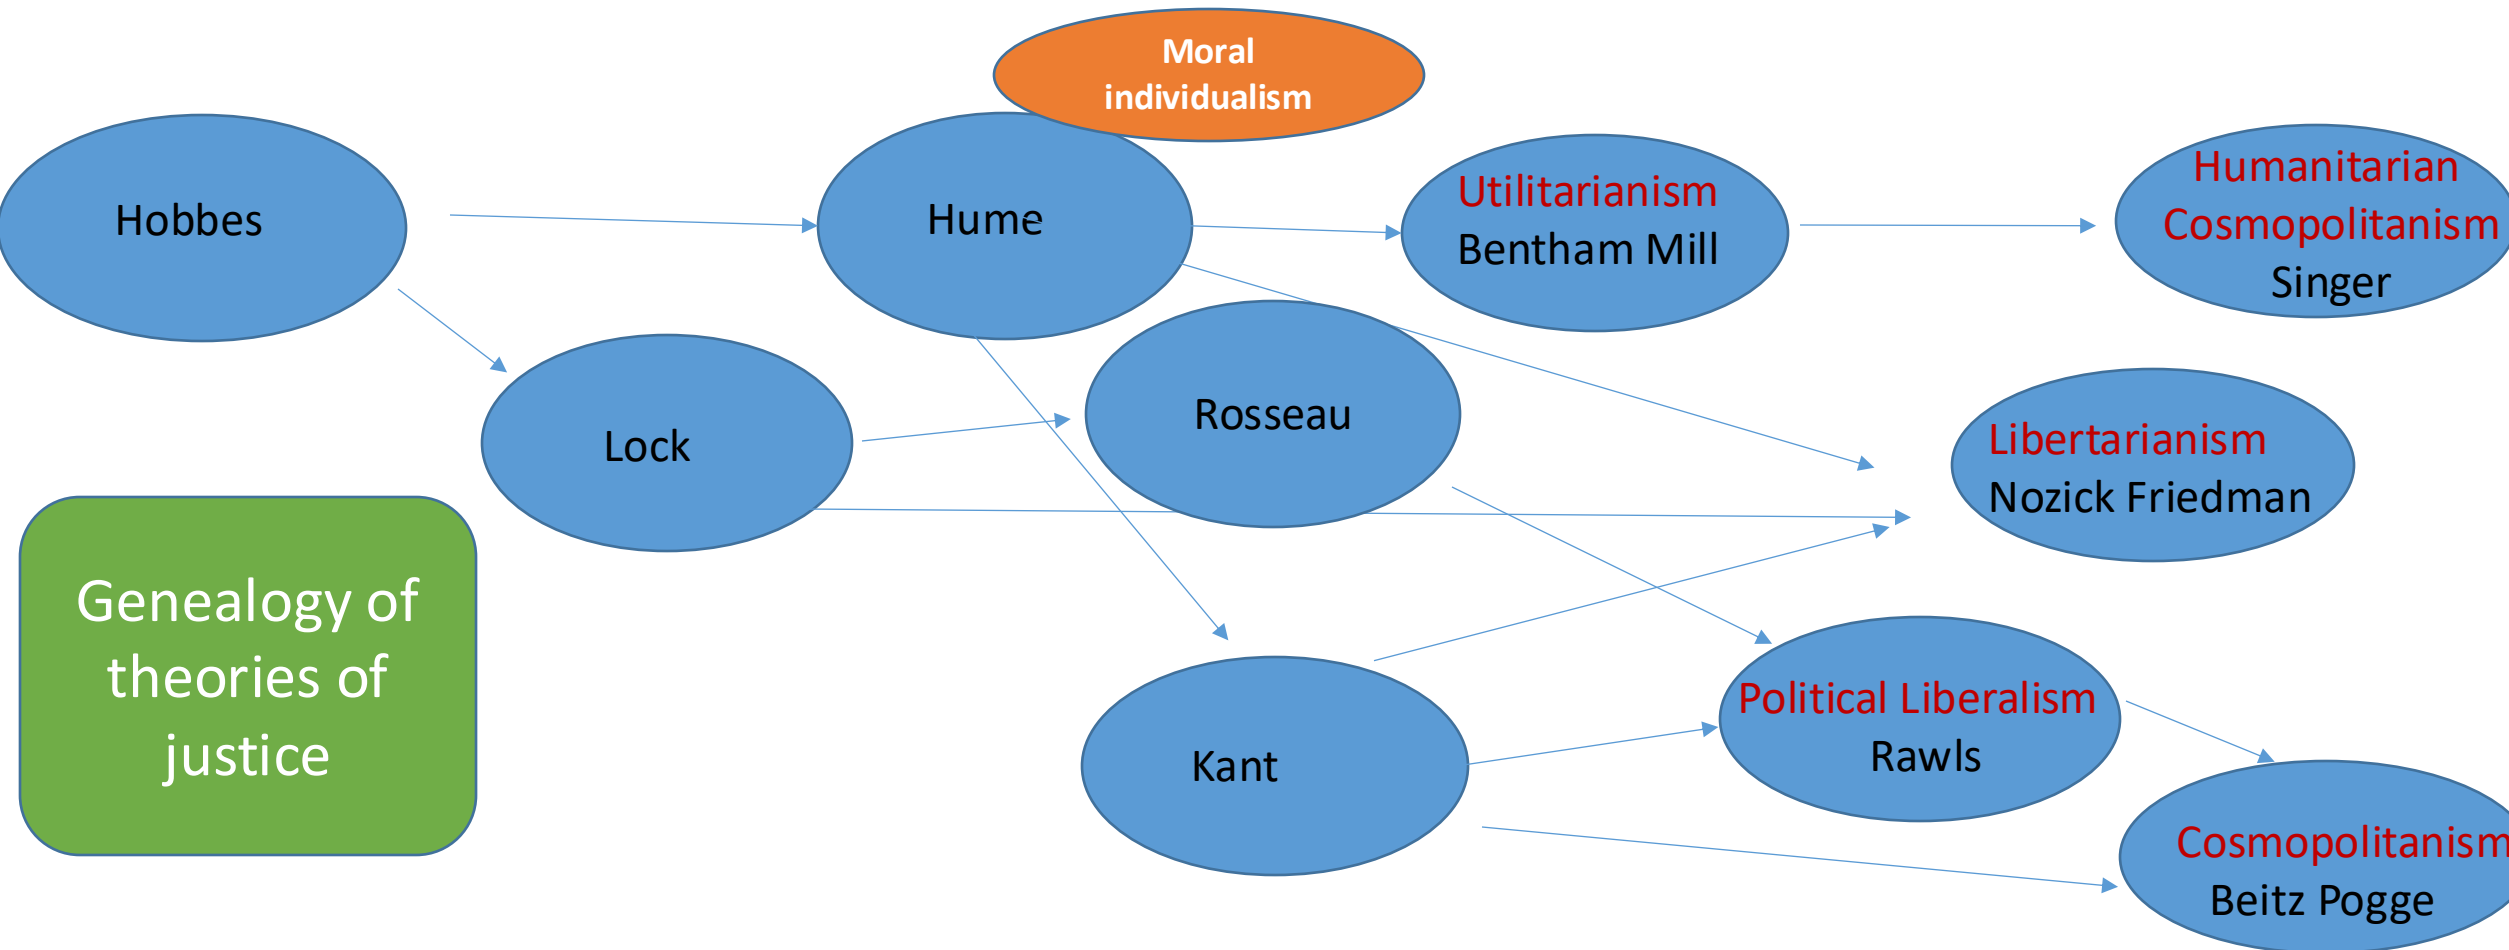 Moral
individualism
Hobbes
Hume
Utilitarianism
Bentham Mill
Humanitarian
Cosmopolitanism
Singer
Lock
Rosseau
Libertarianism
Nozick Friedman
Genealogy of
theories of
justice
Kant
Political Liberalism
Rawls
Cosmopolitanism
Beitz Pogge